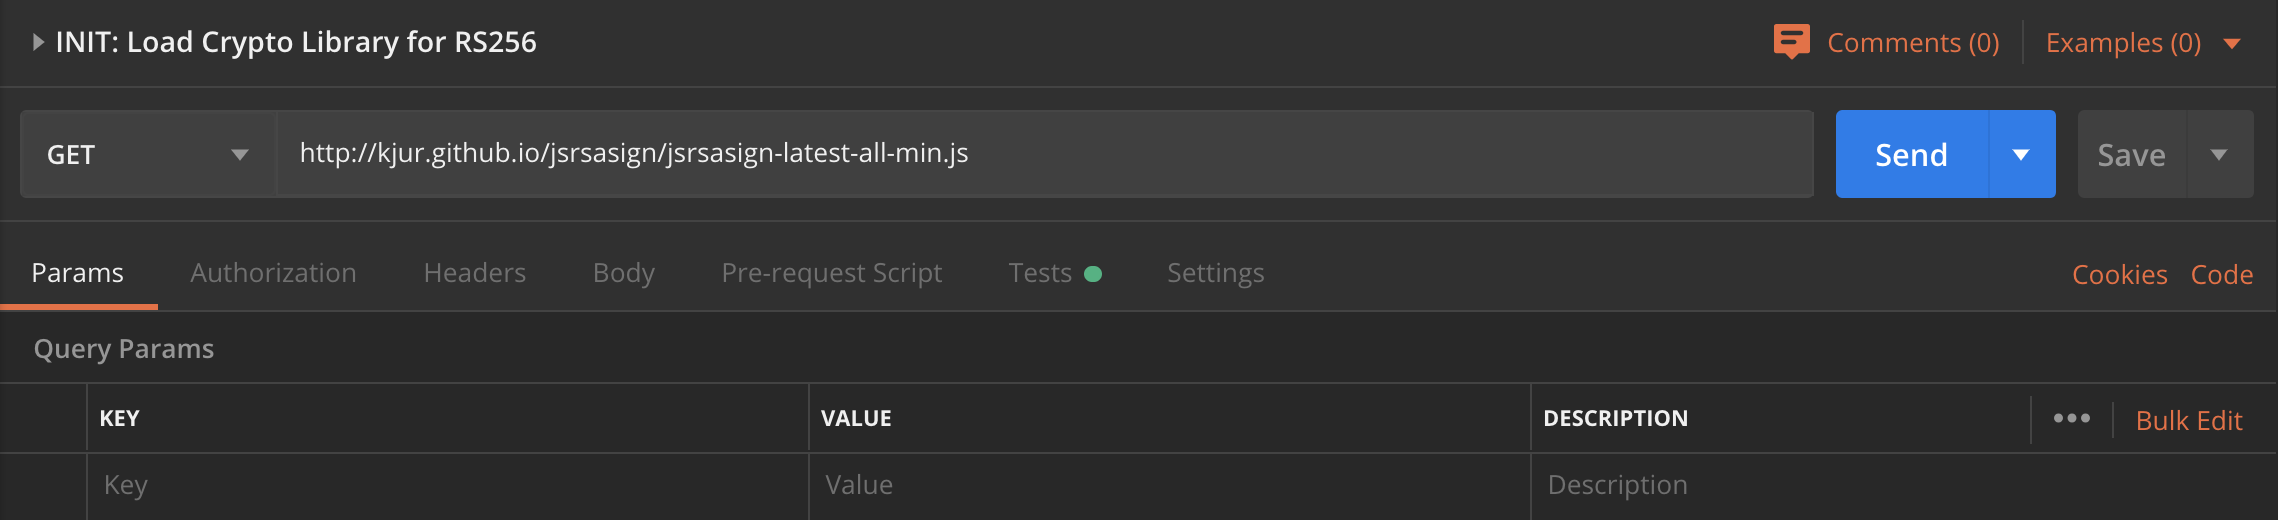 INIT: Load Crypto Library for RS256
Comments (0)
Examples (0)
GET
http://kjur.github.io/jsrsasign/jsrsasign-latest-all-min.js
Send
Save
Params Authorization Headers Body Pre-request Script Tests Settings
Cookies Code
Query Params
KEY VALUE DESCRIPTION
Bulk Edit
Key Value Description